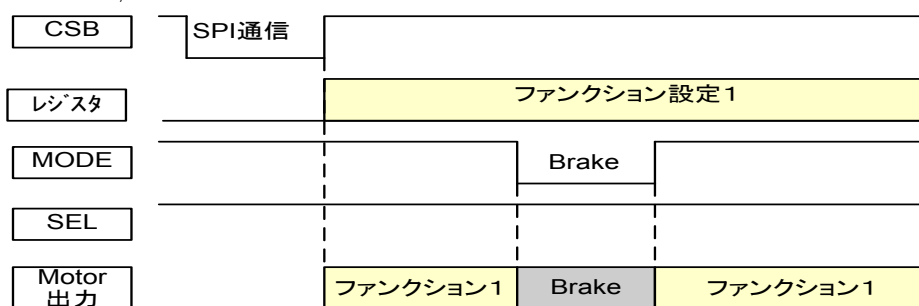 CSB
SPI通信
レジスタ
ファンクション設定1
MODE
Brake
SEL
Motor
出力
ファンクション1
Brake
ファンクション1